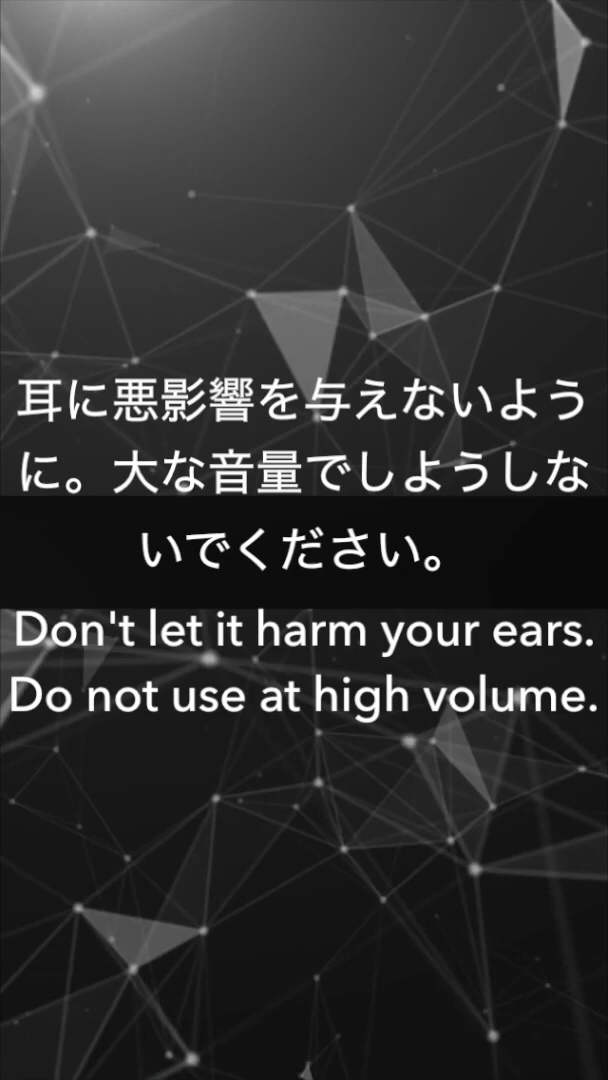 耳に悪影響を与えないよう
に。大な音量でしようしな
いでください。
Don't let it harm your ears.
Do not use at high volume.